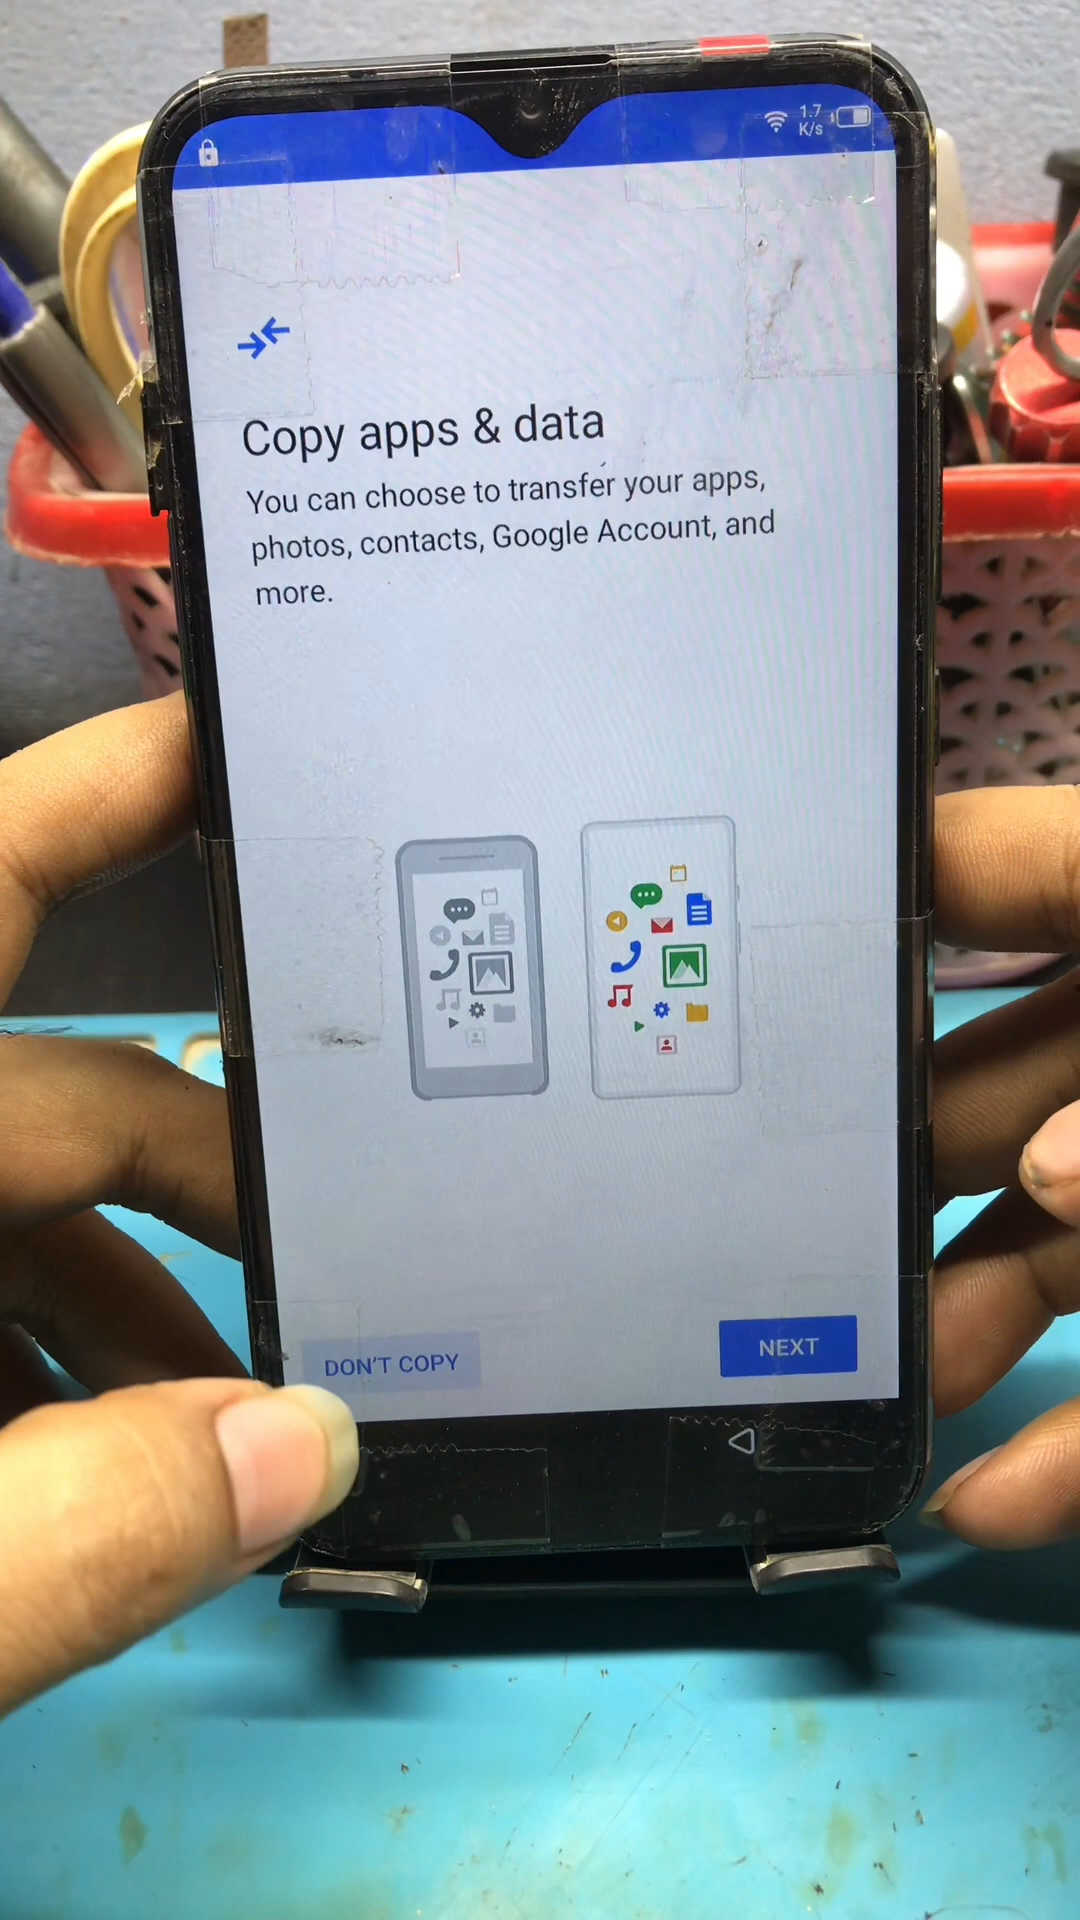 1.7
K/s
Copy apps & data
You can choose to transfer your apps,
photos, contacts, Google Account, and
more.
DON'T COPY
NEXT